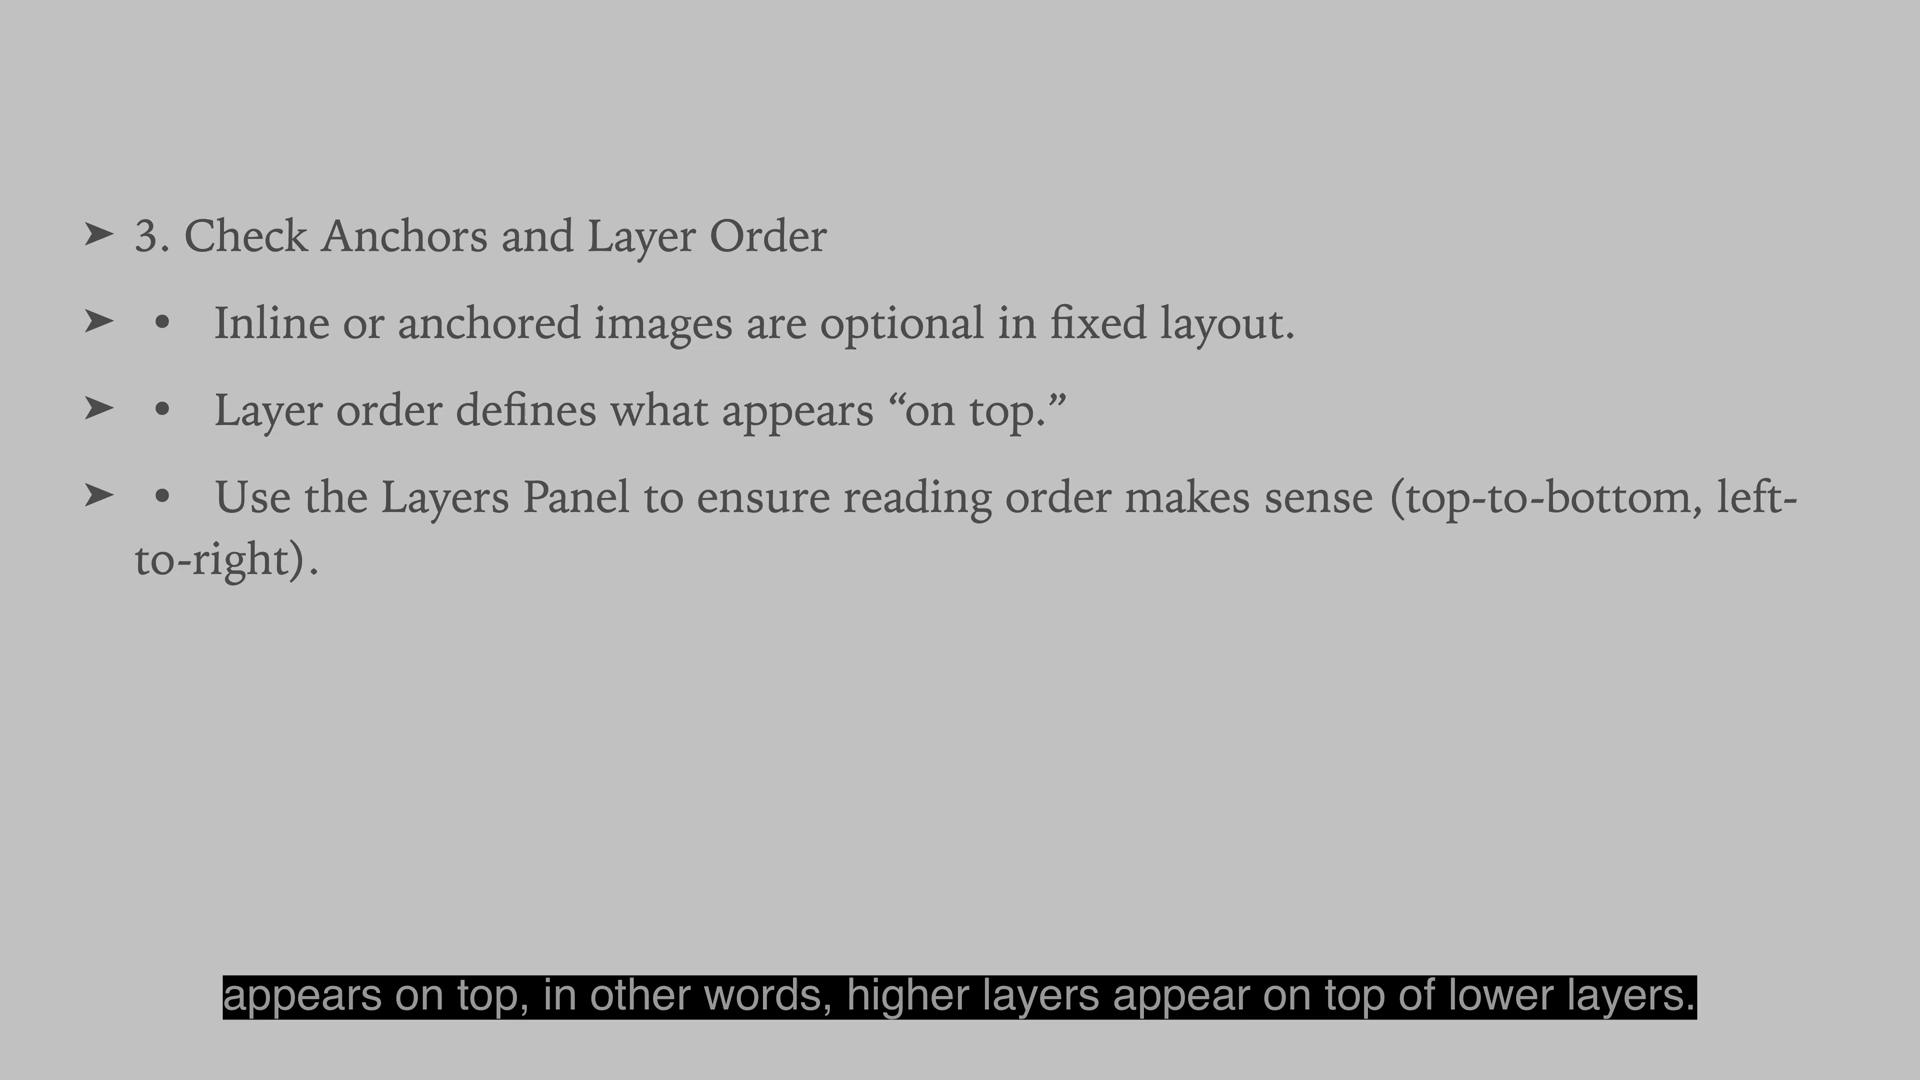 ➤ 3. Check Anchors and Layer Order
➤ • Inline or anchored images are optional in fixed layout.
➤ • Layer order defines what appears “on top.”
➤ • Use the Layers Panel to ensure reading order makes sense (top-to-bottom, left-
to-right).
appears on top, in other words, higher layers appear on top of lower layers.